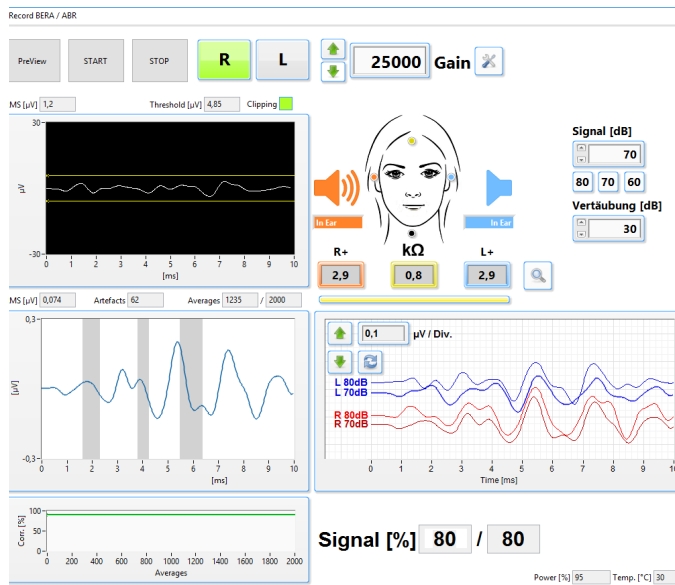 Record BERA / ABR
PreView START STOP R L 25000 Gain
MS [µV] 1,2 Threshold [µV] 4,85 Clipping
30
µV
-30
0 1 2 3 4 5 6 7 8 9 10
[ms]
In Ear In Ear
R+ kΩ L+
2,9 0,8 2,9
Signal [dB]
70
80 70 60
Vertäubung [dB]
30
MS [µV] 0,074 Artefacts 62 Averages 1235 / 2000
0,3
[µV]
-0,3
0 1 2 3 4 5 6 7 8 9 10
[ms]
0,1 µV / Div.
L 80dB
L 70dB
R 80dB
R 70dB
0 1 2 3 4 5 6 7 8 9 10
Time [ms]
100
Corr. [%]
50
0
0 200 400 600 800 1000 1200 1400 1600 1800 2000
Averages
Signal [%] 80 / 80
Power [%] 95 Temp. [°C] 30